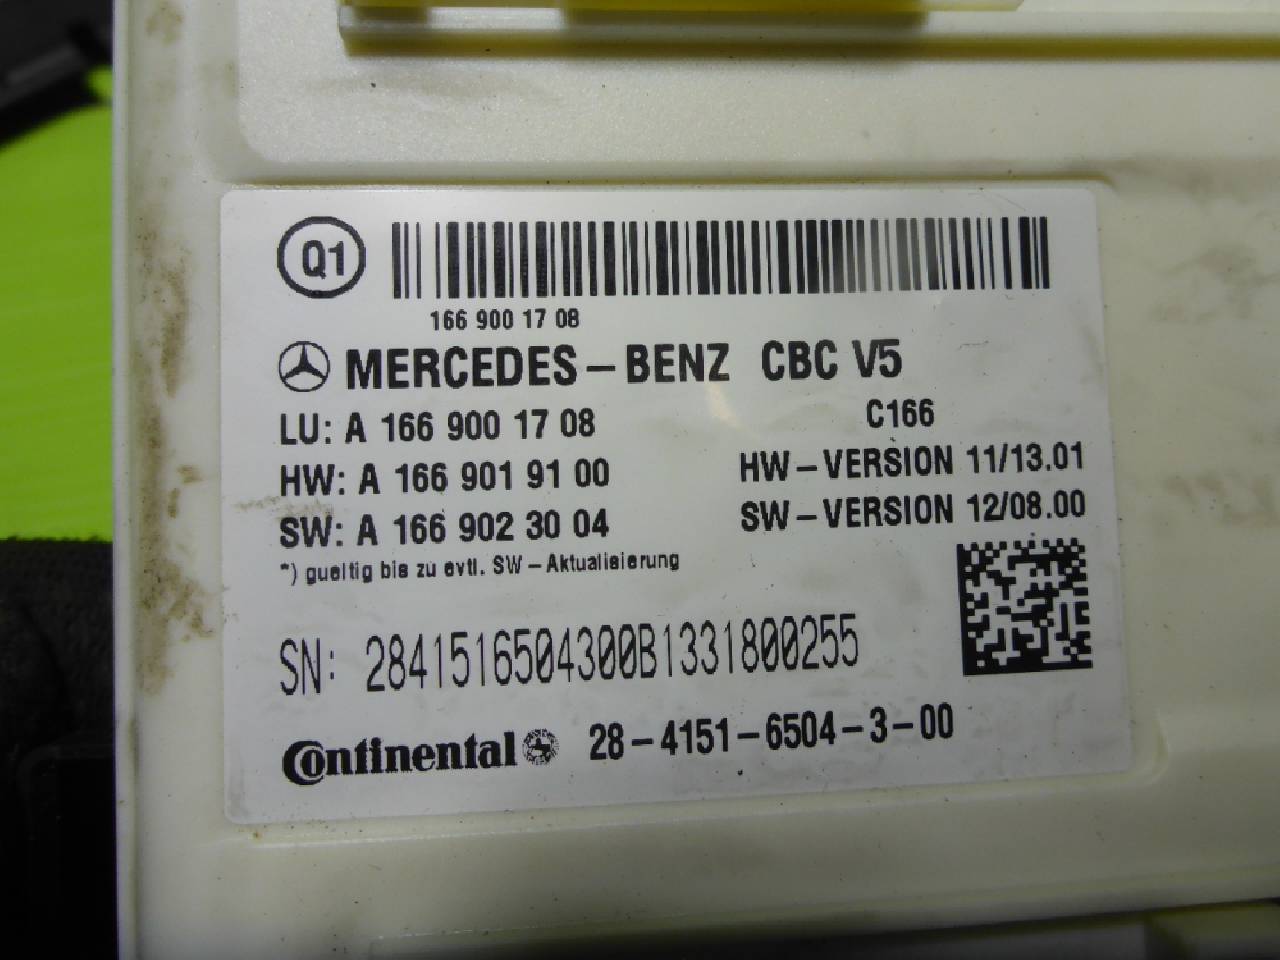 Q1
166 900 17 08
MERCEDES-BENZ CBC V5
LU: A 166 900 17 08 C166
HW: A 166 901 91 00 HW-VERSION 11/13.01
SW: A 166 902 30 04 SW-VERSION 12/08.00
*) gueltig bis zu evtl. SW-Aktualisierung
SN: 2841516504300B1331800255
Continental 28-4151-6504-3-00